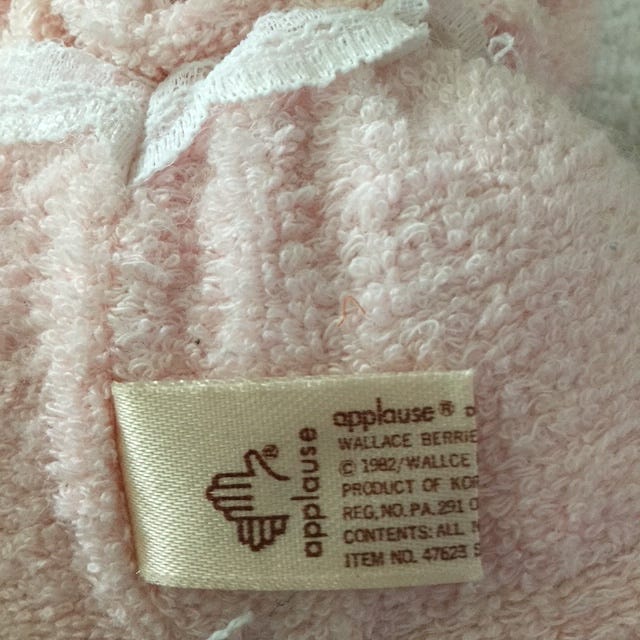 applause®
applause® D
WALLACE BERRIE
© 1982/WALLCE
PRODUCT OF KOR
REG. NO. PA. 291 C
CONTENTS: ALL N
ITEM NO. 47623 S